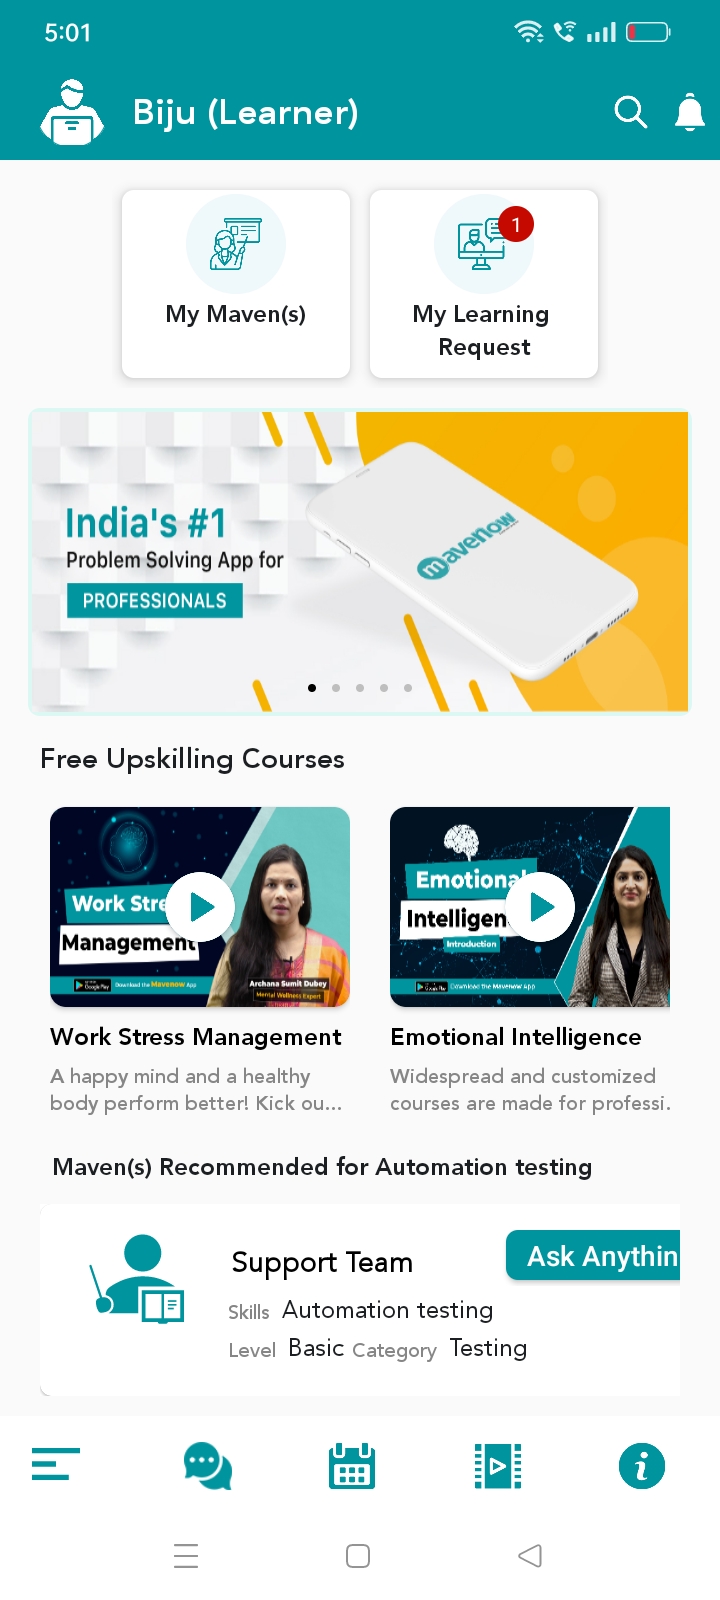 5:01
Biju (Learner)
1
My Maven(s)
My Learning
Request
India's #1
Problem Solving App for
PROFESSIONALS
mavenow
Free Upskilling Courses
Work Stre
Management
Google Play
Download the Mavenow App
Archana Sumit Dubey
Mental Wellness Expert
Emotional
Intelligen
Introduction
Google Play
Download the Mavenow App
Work Stress Management
A happy mind and a healthy
body perform better! Kick ou...
Emotional Intelligence
Widespread and customized
courses are made for professi.
Maven(s) Recommended for Automation testing
Support Team
Ask Anythin
Skills Automation testing
Level Basic Category Testing